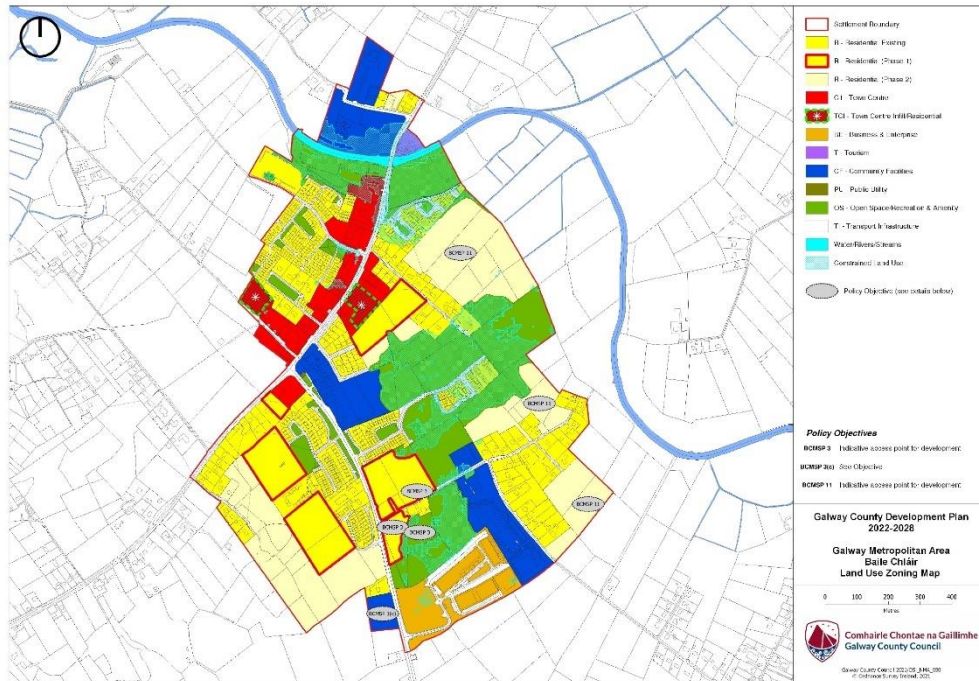 Settlement Boundary
R - Residential Existing
R - Residential (Phase 1)
R - Residential (Phase 2)
C1 - Town Centre
TCI - Town Centre Infill/Residential
BE - Business & Enterprise
T - Tourism
CF - Community Facilities
PU - Public Utility
OS - Open Space/Recreation & Amenity
TI - Transport Infrastructure
Water/Rivers/Streams
Constrained Land Use
Policy Objective (see details below)
BCMSP 11
BCMSP 11
BCMSP 11
BCMSP 3
BCMSP 3
BCMSP 3
BCMSP 3(c)
Policy Objectives
BCMSP 3 Indicative access point for development
BCMSP 3(c) See Objective
BCMSP 11 Indicative access point for development
Galway County Development Plan
2022-2028
Galway Metropolitan Area
Baile Chláir
Land Use Zoning Map
0 100 200 300 400
Metres
Comhairle Chontae na Gaillimhe
Galway County Council
© Ordnance Survey Ireland, 2021